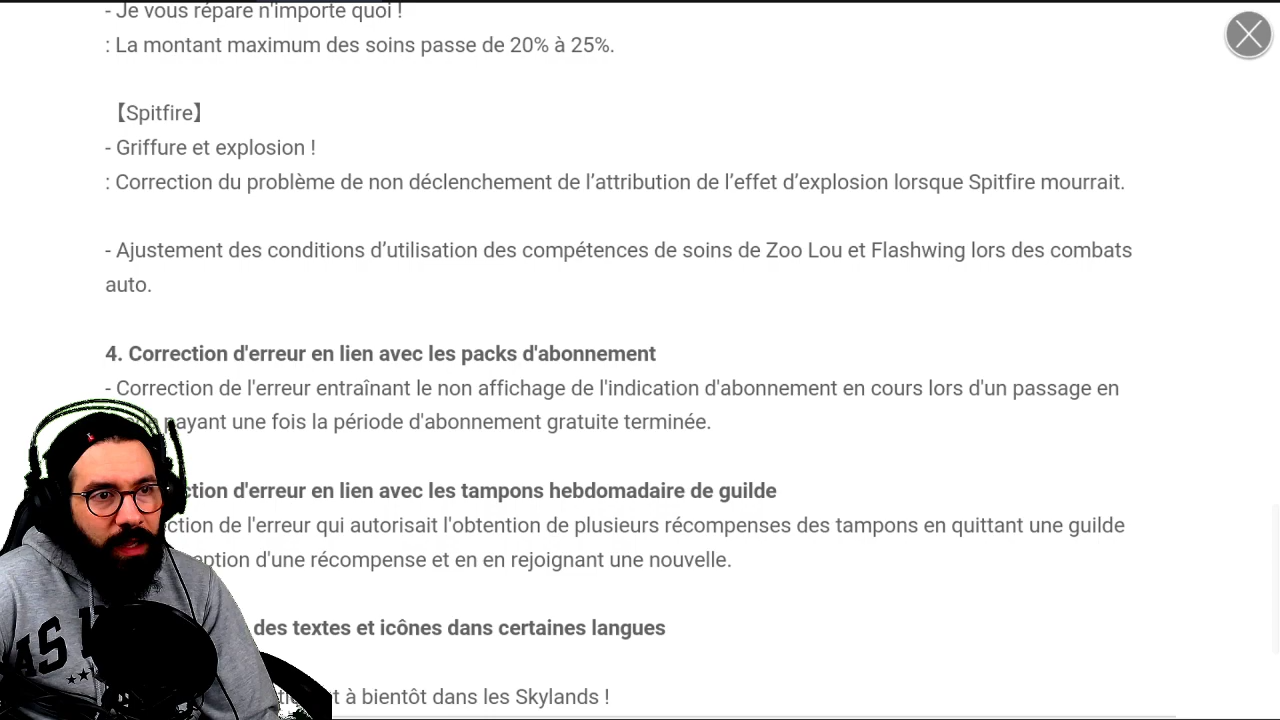 - Je vous répare n'importe quoi !
: La montant maximum des soins passe de 20% à 25%.
【Spitfire】
- Griffure et explosion !
: Correction du problème de non déclenchement de l’attribution de l’effet d’explosion lorsque Spitfire mourrait.
- Ajustement des conditions d’utilisation des compétences de soins de Zoo Lou et Flashwing lors des combats
auto.
4. Correction d'erreur en lien avec les packs d'abonnement
- Correction de l'erreur entraînant le non affichage de l'indication d'abonnement en cours lors d'un passage en
payant une fois la période d'abonnement gratuite terminée.
ction d'erreur en lien avec les tampons hebdomadaire de guilde
ction de l'erreur qui autorisait l'obtention de plusieurs récompenses des tampons en quittant une guilde
eption d'une récompense et en en rejoignant une nouvelle.
des textes et icônes dans certaines langues
t à bientôt dans les Skylands !
AS